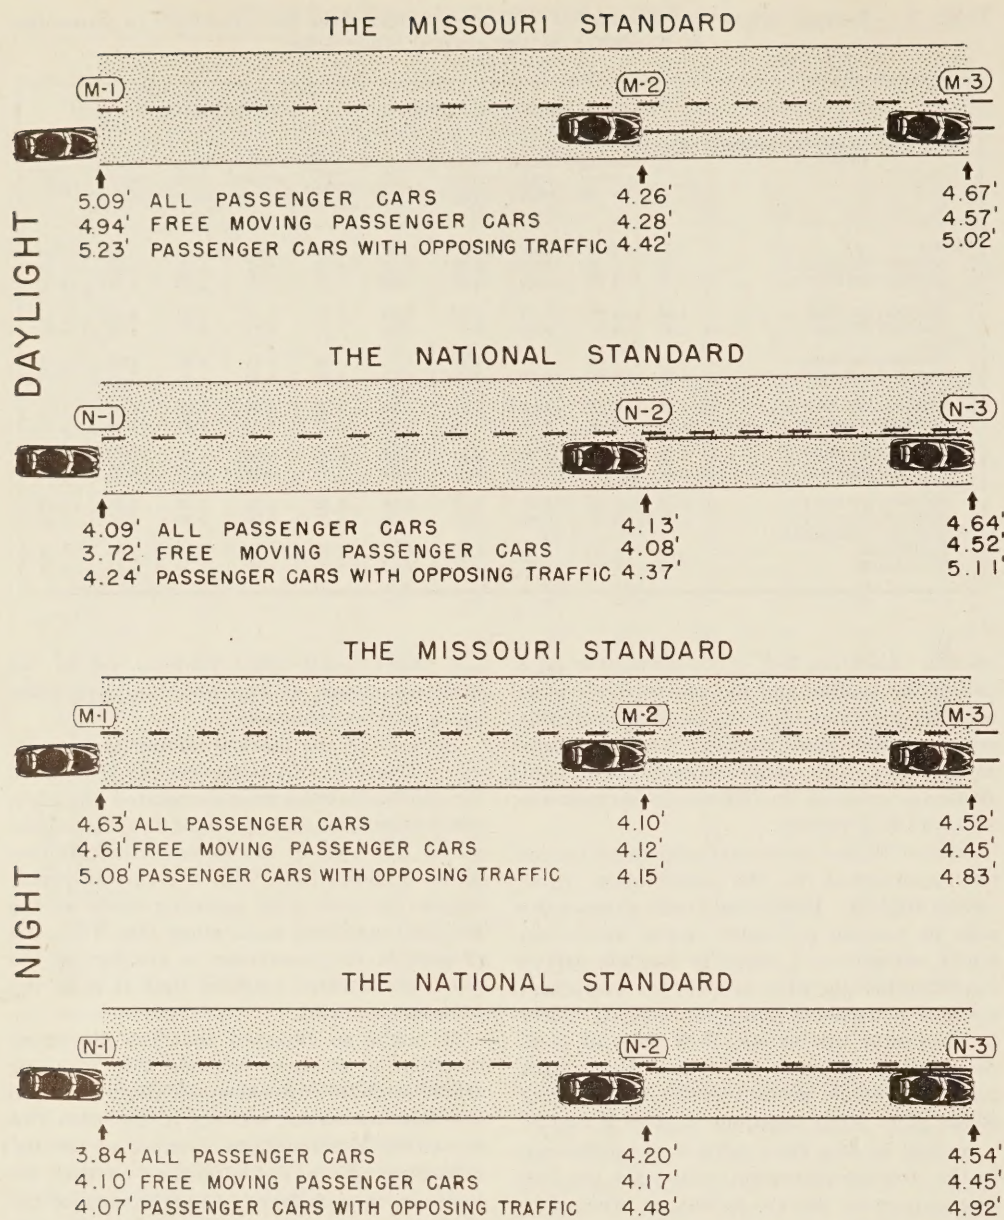 THE MISSOURI STANDARD
M-1 M-2 M-3
5.09' ALL PASSENGER CARS 4.26' 4.67'
4.94' FREE MOVING PASSENGER CARS 4.28' 4.57'
5.23' PASSENGER CARS WITH OPPOSING TRAFFIC 4.42' 5.02'
DAYLIGHT
THE NATIONAL STANDARD
N-1 N-2 N-3
4.09' ALL PASSENGER CARS 4.13' 4.64'
3.72' FREE MOVING PASSENGER CARS 4.08' 4.52'
4.24' PASSENGER CARS WITH OPPOSING TRAFFIC 4.37' 5.11'
THE MISSOURI STANDARD
M-1 M-2 M-3
4.63' ALL PASSENGER CARS 4.10' 4.52'
4.61' FREE MOVING PASSENGER CARS 4.12' 4.45'
5.08' PASSENGER CARS WITH OPPOSING TRAFFIC 4.15' 4.83'
NIGHT
THE NATIONAL STANDARD
N-1 N-2 N-3
3.84' ALL PASSENGER CARS 4.20' 4.54'
4.10' FREE MOVING PASSENGER CARS 4.17' 4.45'
4.07' PASSENGER CARS WITH OPPOSING TRAFFIC 4.48' 4.92'